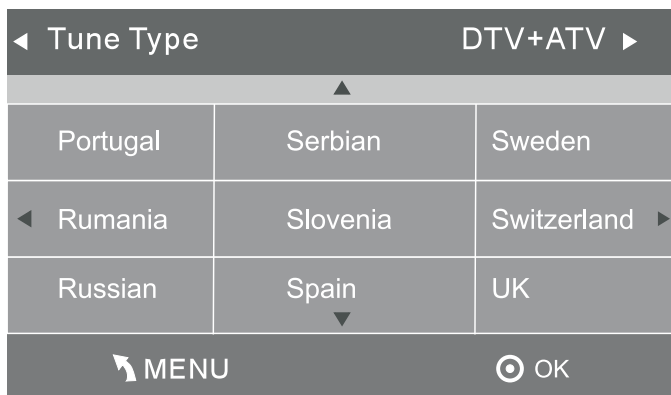 Tune Type DTV+ATV
Portugal Serbian Sweden
Rumania Slovenia Switzerland
Russian Spain UK
MENU OK